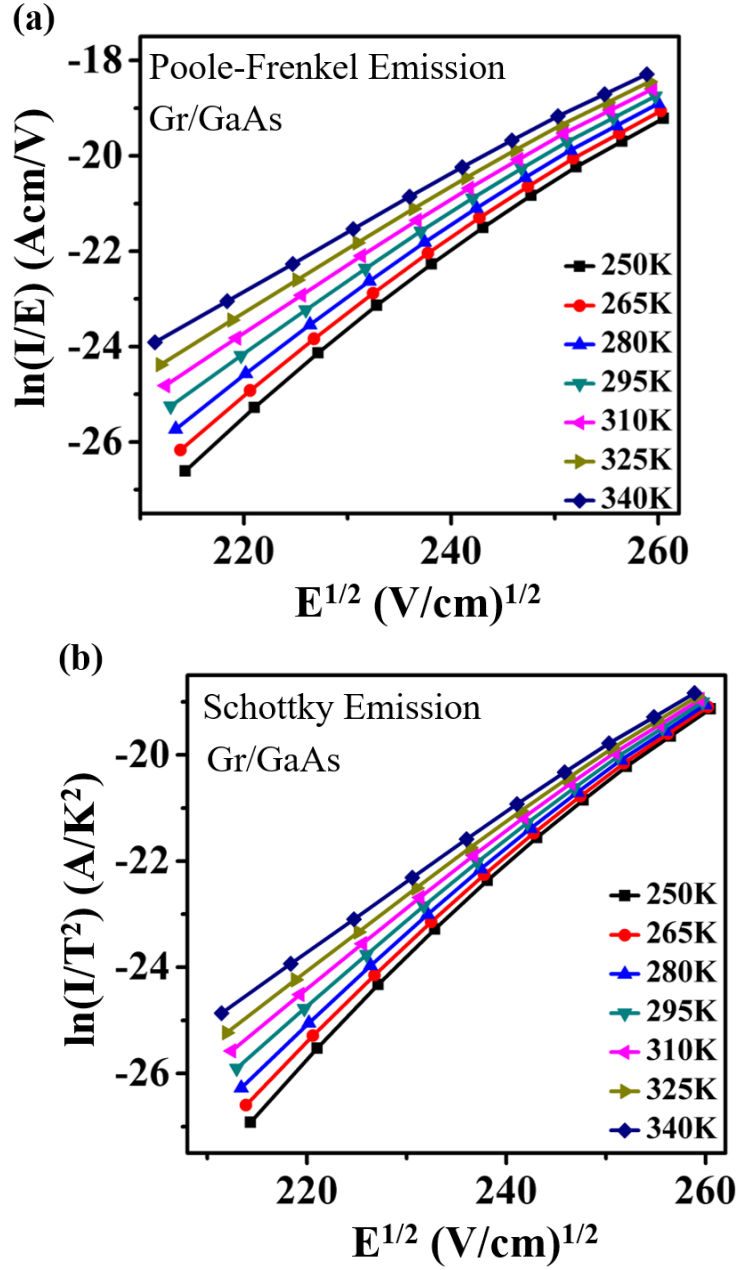 (a)
Poole-Frenkel Emission
Gr/GaAs
ln(I/E) (Acm/V)
-18
-20
-22
-24
-26
250K
265K
280K
295K
310K
325K
340K
220 240 260
E^{1/2} (V/cm)^{1/2}
(b)
Schottky Emission
Gr/GaAs
ln(I/T²) (A/K²)
-20
-22
-24
-26
250K
265K
280K
295K
310K
325K
340K
220 240 260
E^{1/2} (V/cm)^{1/2}